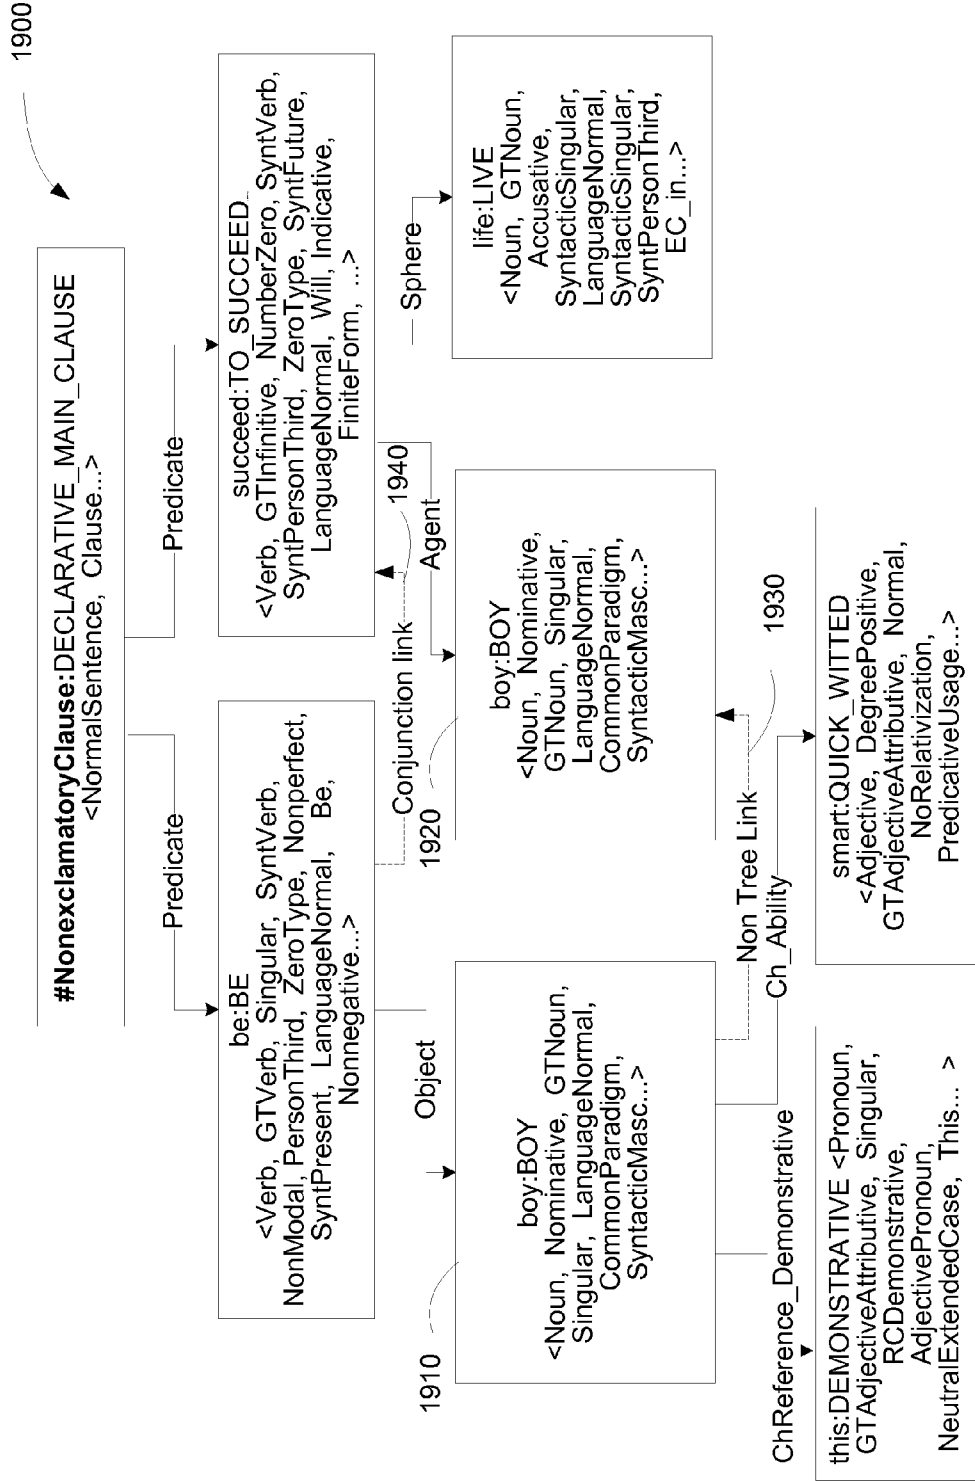 1900
#NonexclamatoryClause:DECLARATIVE_MAIN_CLAUSE
<NormalSentence, Clause...>
Predicate
Predicate
be:BE
<Verb, GTVerb, Singular, SyntVerb,
NonModal, PersonThird, ZeroType, Nonperfect,
SyntPresent, LanguageNormal, Be,
Nonnegative...>
succeed:TO_SUCCEED
<Verb, GTInfinitive, NumberZero, SyntVerb,
SyntPersonThird, ZeroType, SyntFuture,
LanguageNormal, Will, Indicative,
FiniteForm, ...>
Object
Conjunction link
1940
Agent
Sphere
1910
boy:BOY
<Noun, Nominative, GTNoun,
Singular, LanguageNormal,
CommonParadigm,
SyntacticMasc...>
1920
boy:BOY
<Noun, Nominative,
GTNoun, Singular,
LanguageNormal,
CommonParadigm,
SyntacticMasc...>
life:LIVE
<Noun, GTNoun,
Accusative,
SyntacticSingular,
LanguageNormal,
SyntacticSingular,
SyntPersonThird,
EC_in...>
Non Tree Link
1930
ChReference_Demonstrative
Ch_Ability
this:DEMONSTRATIVE <Pronoun,
GTAdjectiveAttributive, Singular,
RCDemonstrative,
AdjectivePronoun,
NeutralExtendedCase, This... >
smart:QUICK_WITTED
<Adjective, DegreePositive,
GTAdjectiveAttributive, Normal,
NoRelativization,
PredicativeUsage...>